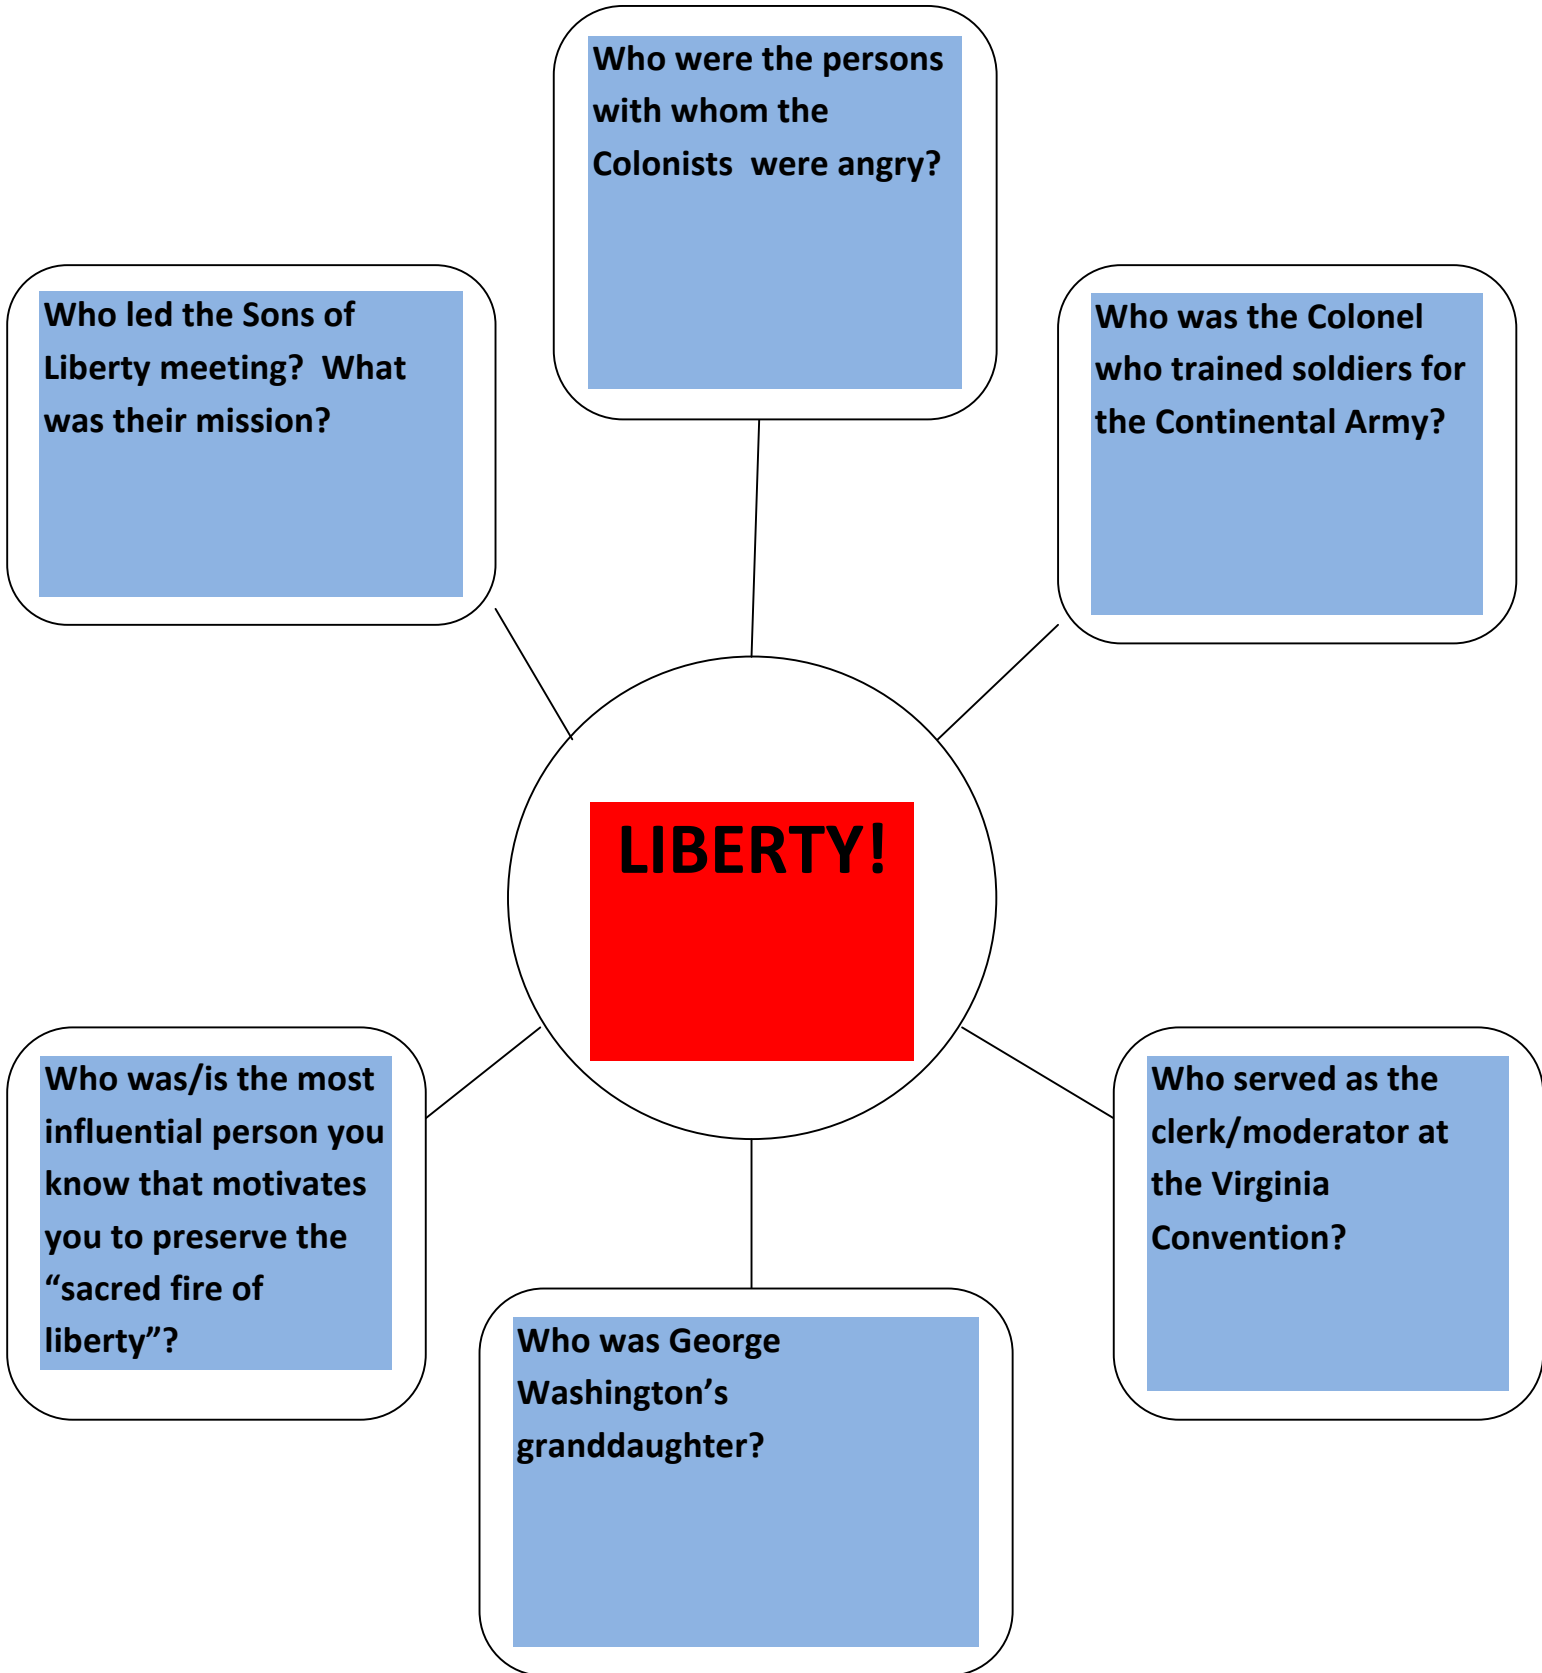 Who were the persons
with whom the
Colonists  were angry?
Who led the Sons of
Liberty meeting?  What
was their mission?
Who was the Colonel
who trained soldiers for
the Continental Army?
LIBERTY!
Who was/is the most
influential person you
know that motivates
you to preserve the
“sacred fire of
liberty”?
Who served as the
clerk/moderator at
the Virginia
Convention?
Who was George
Washington’s
granddaughter?